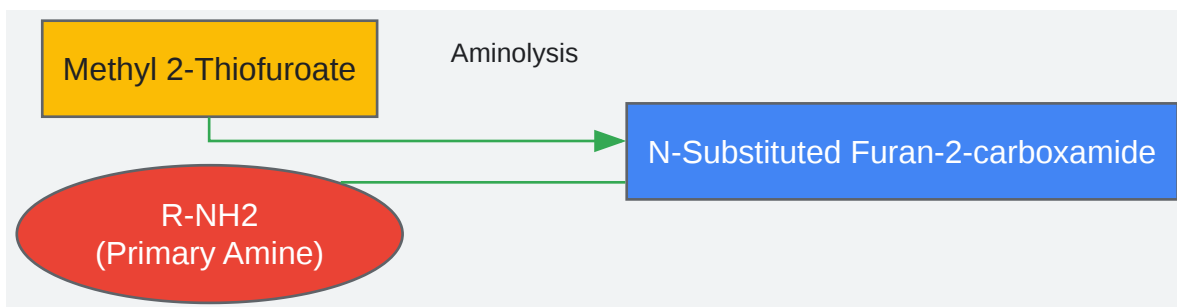 Methyl 2-Thiofuroate
Aminolysis
N-Substituted Furan-2-carboxamide
R-NH2
(Primary Amine)